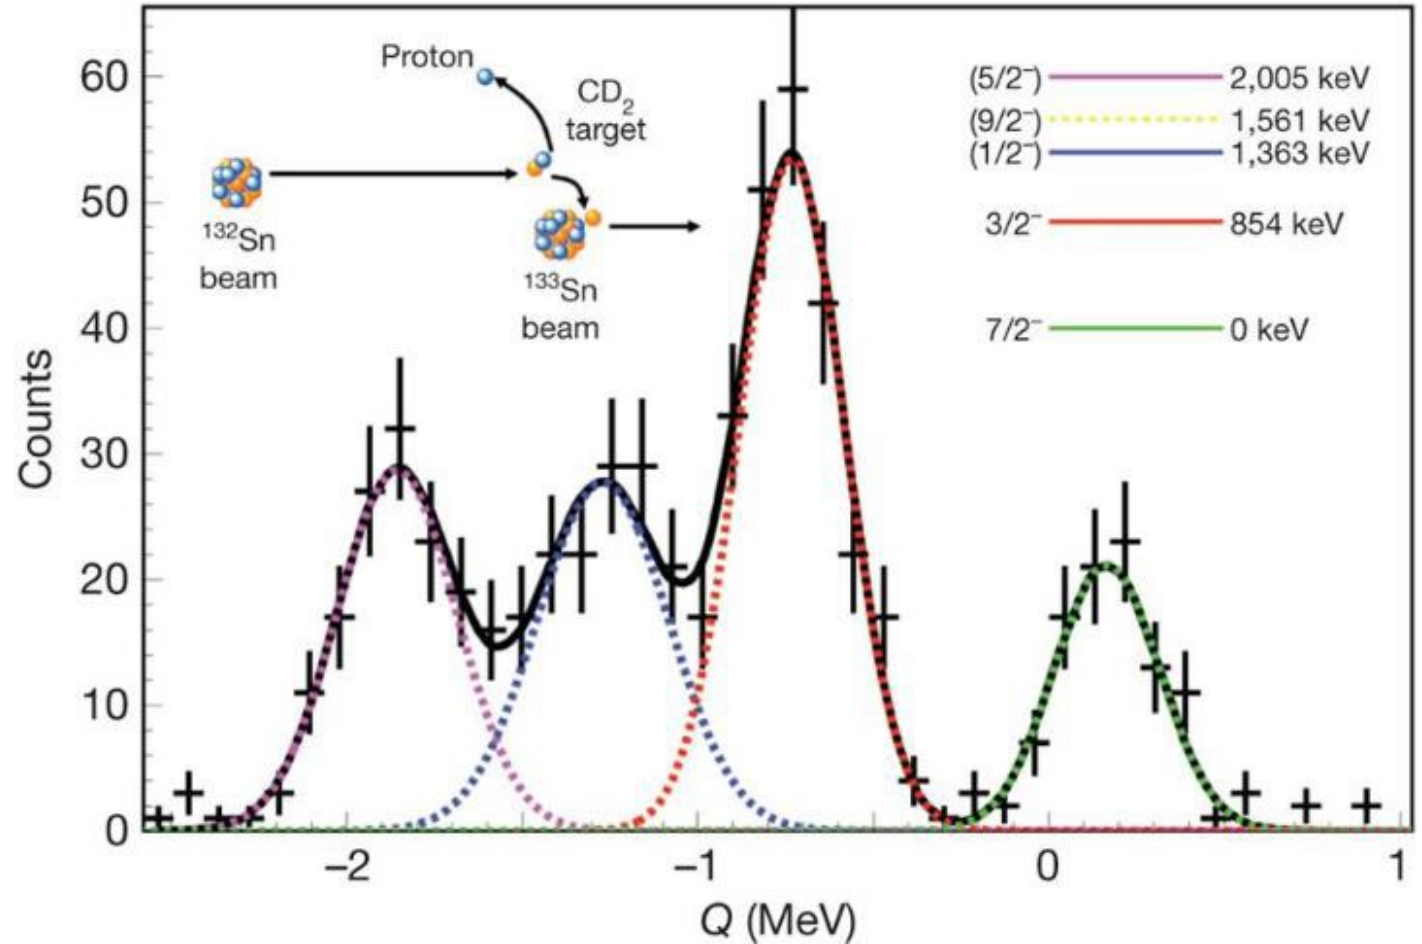 Proton
CD₂
target
¹³²Sn
beam
¹³³Sn
beam
(5/2⁻) 2,005 keV
(9/2⁻) 1,561 keV
(1/2⁻) 1,363 keV
3/2⁻ 854 keV
7/2⁻ 0 keV
Counts
60
50
40
30
20
10
0
–2 –1 0 1
Q (MeV)